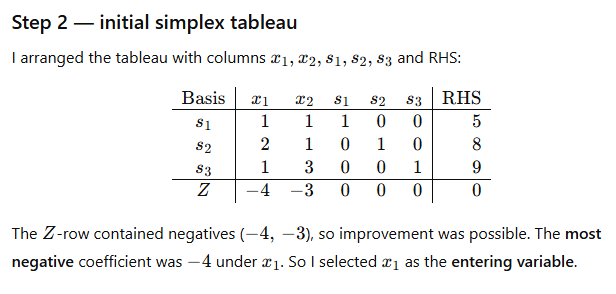 Step 2 — initial simplex tableau
I arranged the tableau with columns x₁, x₂, s₁, s₂, s₃ and RHS:
Basis x₁ x₂ s₁ s₂ s₃ RHS
s₁ 1 1 1 0 0 5
s₂ 2 1 0 1 0 8
s₃ 1 3 0 0 1 9
Z −4 −3 0 0 0 0
The Z-row contained negatives (−4, −3), so improvement was possible. The most
negative coefficient was −4 under x₁. So I selected x₁ as the entering variable.